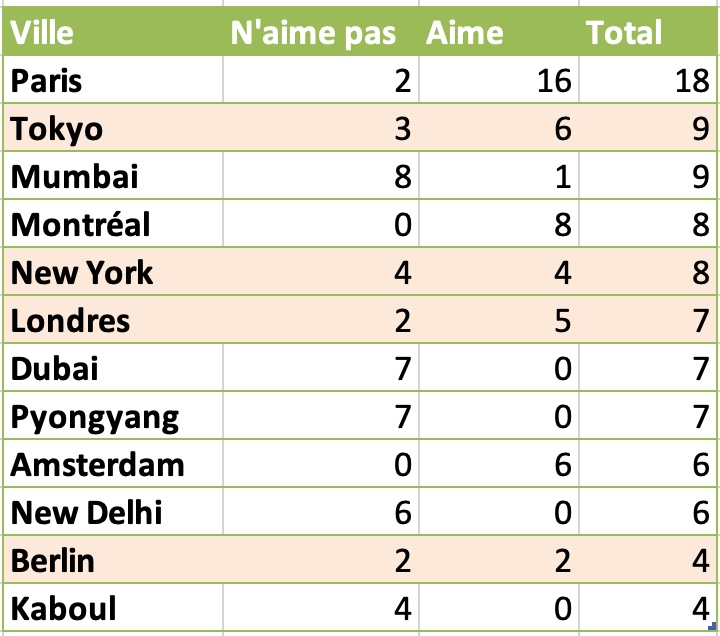 Ville N'aime pas Aime Total
Paris 2 16 18
Tokyo 3 6 9
Mumbai 8 1 9
Montréal 0 8 8
New York 4 4 8
Londres 2 5 7
Dubai 7 0 7
Pyongyang 7 0 7
Amsterdam 0 6 6
New Delhi 6 0 6
Berlin 2 2 4
Kaboul 4 0 4